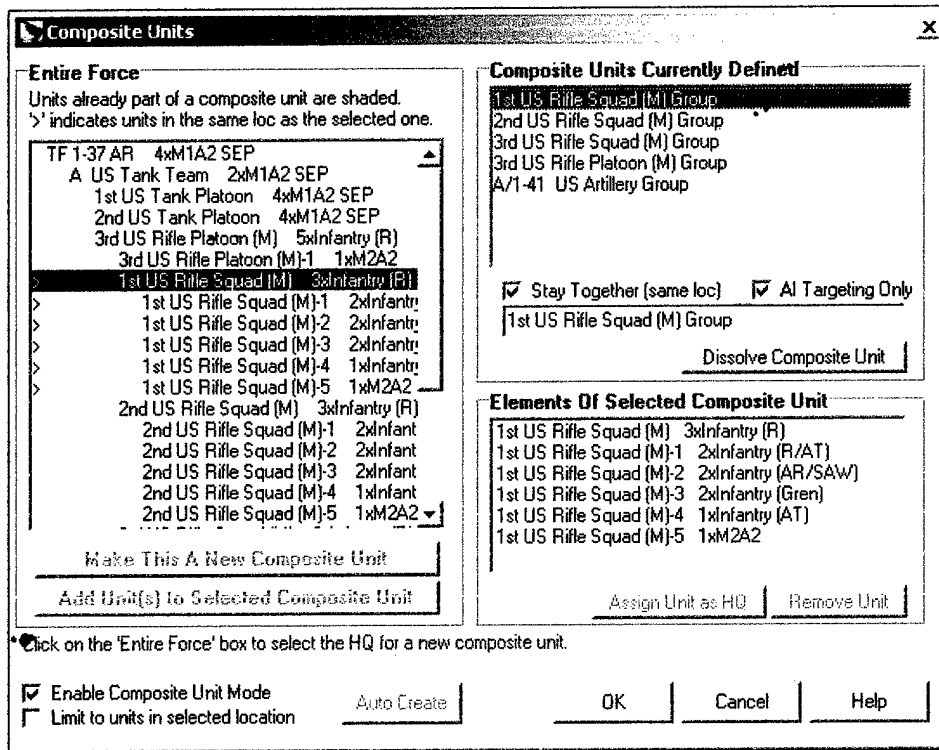 Composite Units
x
Entire Force
Units already part of a composite unit are shaded.
'>' indicates units in the same loc as the selected one.
TF 1-37 AR 4xM1A2 SEP
A US Tank Team 2xM1A2 SEP
1st US Tank Platoon 4xM1A2 SEP
2nd US Tank Platoon 4xM1A2 SEP
3rd US Rifle Platoon (M) 5xInfantry (R)
3rd US Rifle Platoon (M)-1 1xM2A2
> 1st US Rifle Squad (M) 3xInfantry (R)
> 1st US Rifle Squad (M)-1 2xInfantry
> 1st US Rifle Squad (M)-2 2xInfantr
> 1st US Rifle Squad (M)-3 2xInfantr
> 1st US Rifle Squad (M)-4 1xInfantr
> 1st US Rifle Squad (M)-5 1xM2A2
2nd US Rifle Squad (M) 3xInfantry (R)
2nd US Rifle Squad (M)-1 2xInfant
2nd US Rifle Squad (M)-2 2xInfant
2nd US Rifle Squad (M)-3 2xInfant
2nd US Rifle Squad (M)-4 1xInfant
2nd US Rifle Squad (M)-5 1xM2A2
Make This A New Composite Unit
Add Unit(s) to Selected Composite Unit
Composite Units Currently Defined
1st US Rifle Squad (M) Group
2nd US Rifle Squad (M) Group
3rd US Rifle Squad (M) Group
3rd US Rifle Platoon (M) Group
A/1-41 US Artillery Group
Stay Together (same loc) AI Targeting Only
1st US Rifle Squad (M) Group
Dissolve Composite Unit
Elements Of Selected Composite Unit
1st US Rifle Squad (M) 3xInfantry (R)
1st US Rifle Squad (M)-1 2xInfantry (R/AT)
1st US Rifle Squad (M)-2 2xInfantry (AR/SAW)
1st US Rifle Squad (M)-3 2xInfantry (Gren)
1st US Rifle Squad (M)-4 1xInfantry (AT)
1st US Rifle Squad (M)-5 1xM2A2
Assign Unit as HQ Remove Unit
Click on the 'Entire Force' box to select the HQ for a new composite unit.
Enable Composite Unit Mode
Limit to units in selected location
Auto Create OK Cancel Help